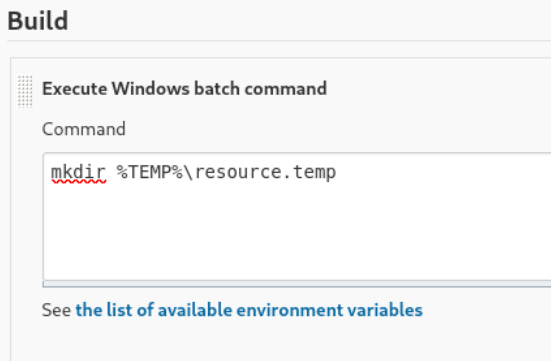 Build
Execute Windows batch command
Command
mkdir %TEMP%\resource.temp
See the list of available environment variables